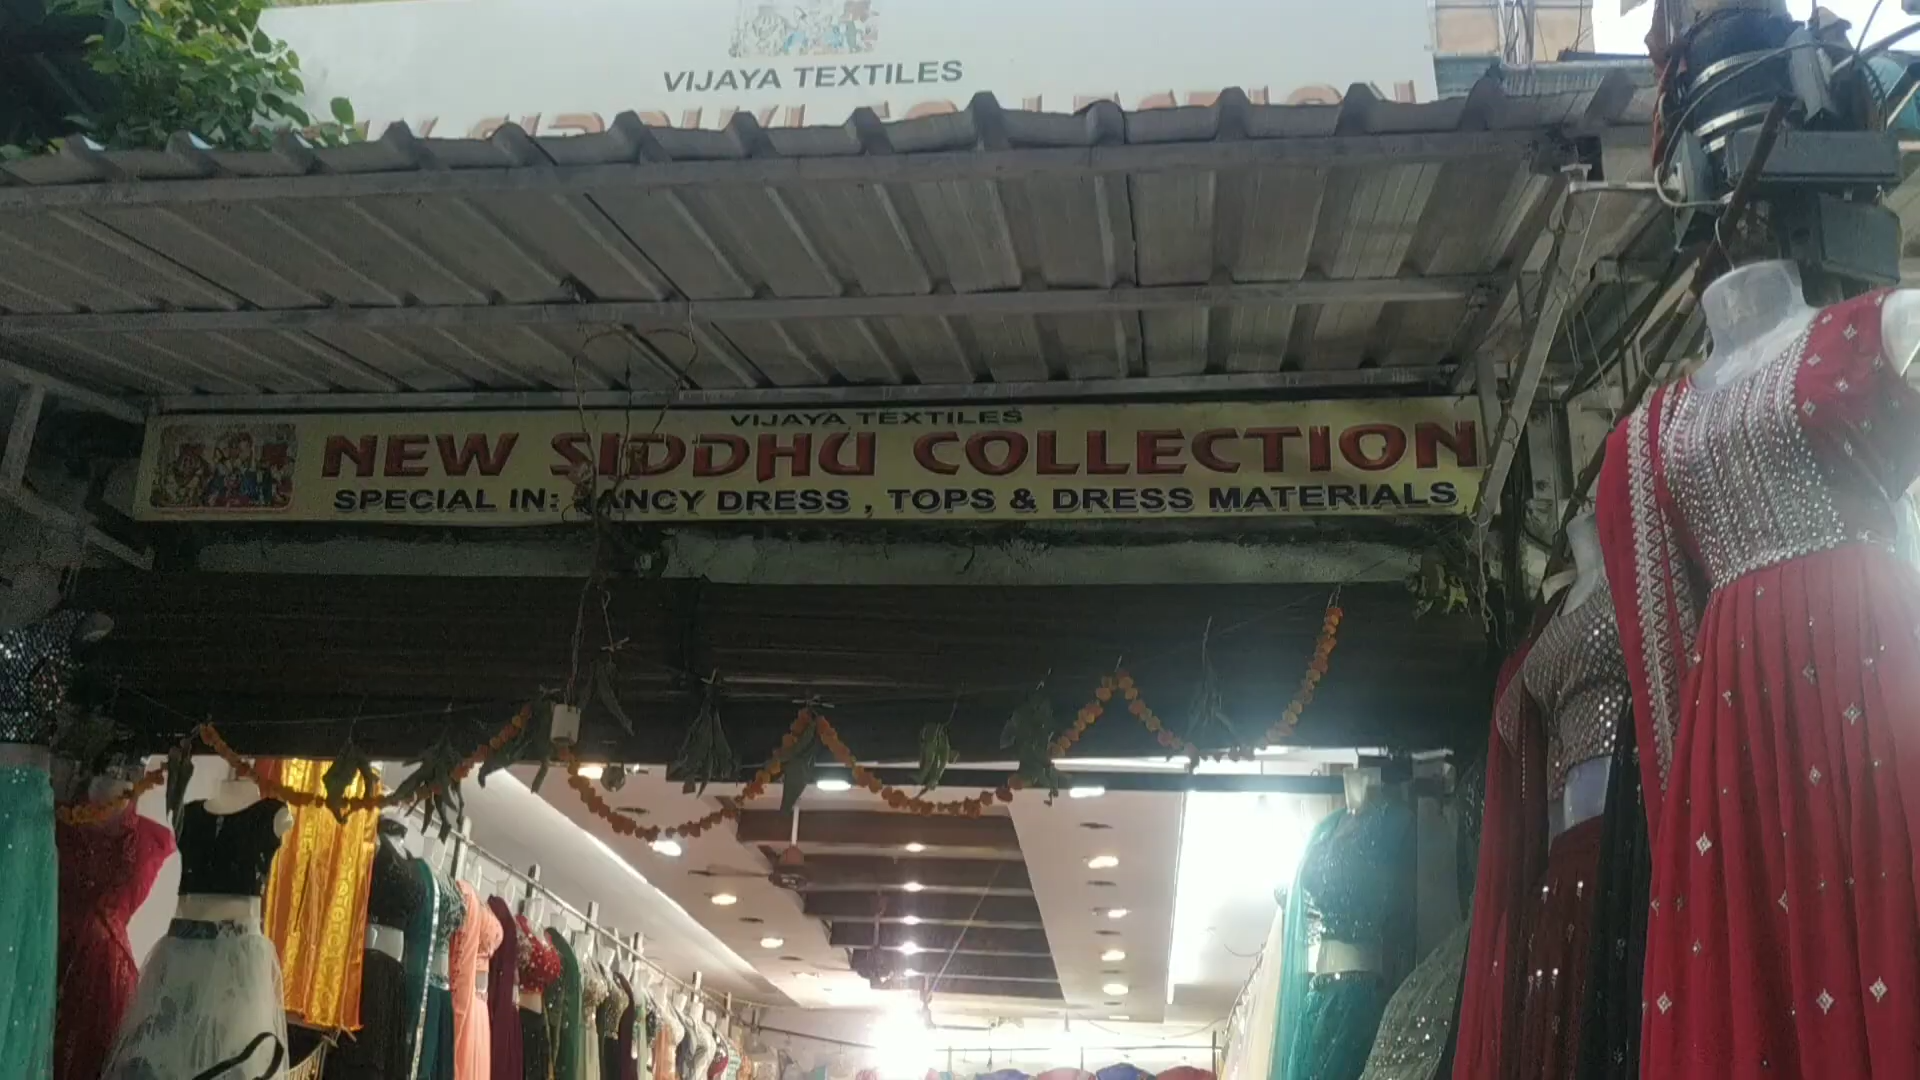 VIJAYA TEXTILES
VIJAYA TEXTILES
NEW SIDDHU COLLECTION
SPECIAL IN: ANCY DRESS , TOPS & DRESS MATERIALS